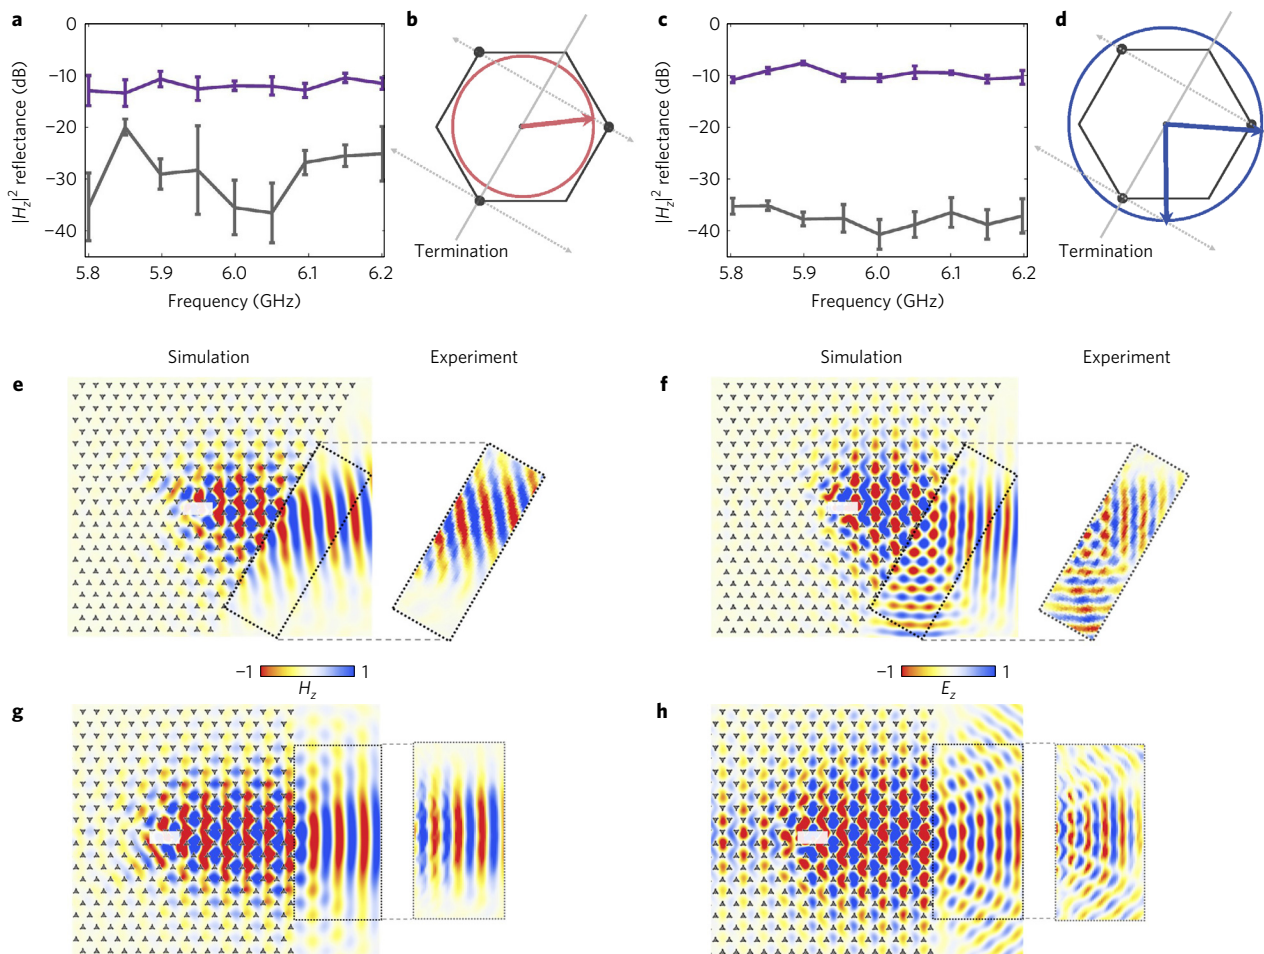 a
0
−10
−20
−30
−40
|Hz|2 reflectance (dB)
5.8
5.9
6.0
6.1
6.2
Frequency (GHz)
b
Termination
c
0
−10
−20
−30
−40
|Hz|2 reflectance (dB)
5.8
5.9
6.0
6.1
6.2
Frequency (GHz)
d
Termination
Simulation
Experiment
e
Simulation
Experiment
f
−1
1
Hz
−1
1
Ez
g
h